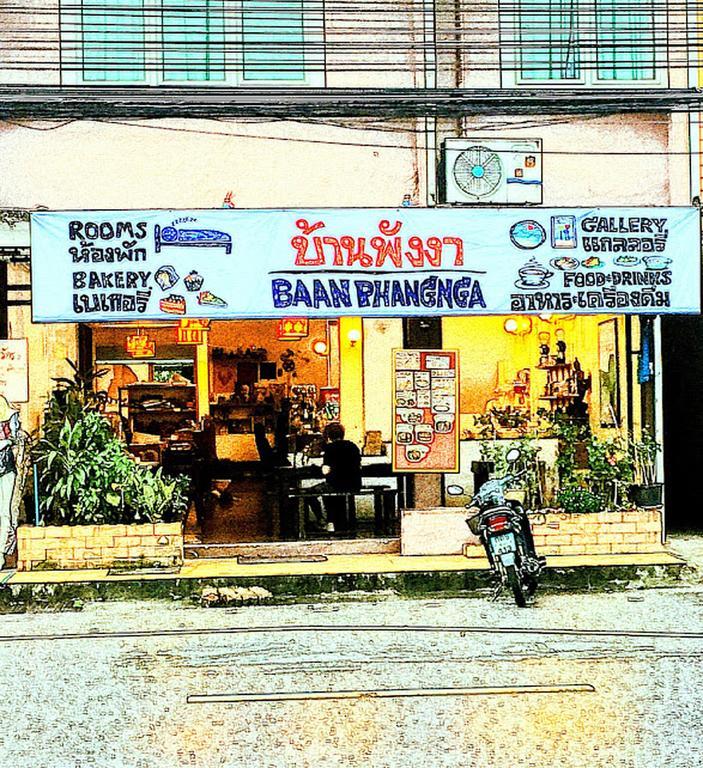 ROOMS
ห้องพัก
BAKERY
เบเกอรี่
บ้านพังงา
BAAN PHANGNGA
GALLERY,
แกลลอรี่
FOOD&DRINKS
อาหาร&เครื่องดื่ม